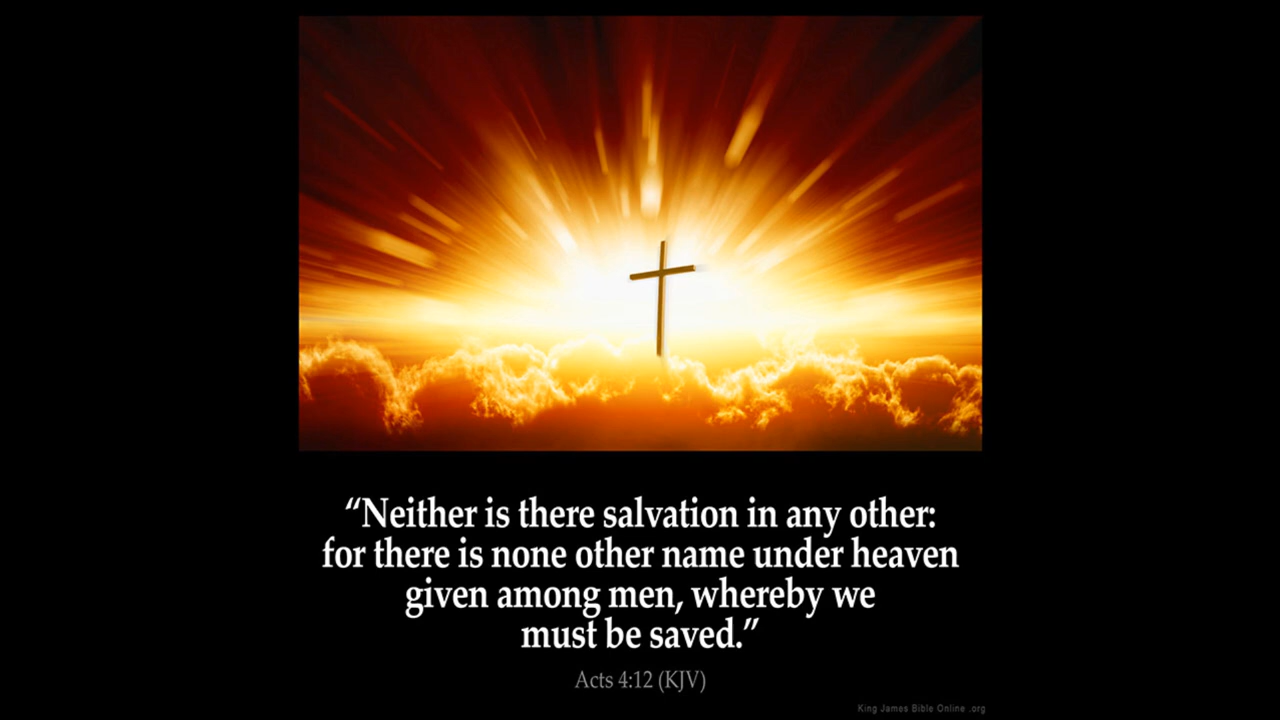 “Neither is there salvation in any other:
for there is none other name under heaven
given among men, whereby we
must be saved.”
Acts 4:12 (KJV)
King James Bible Online .org